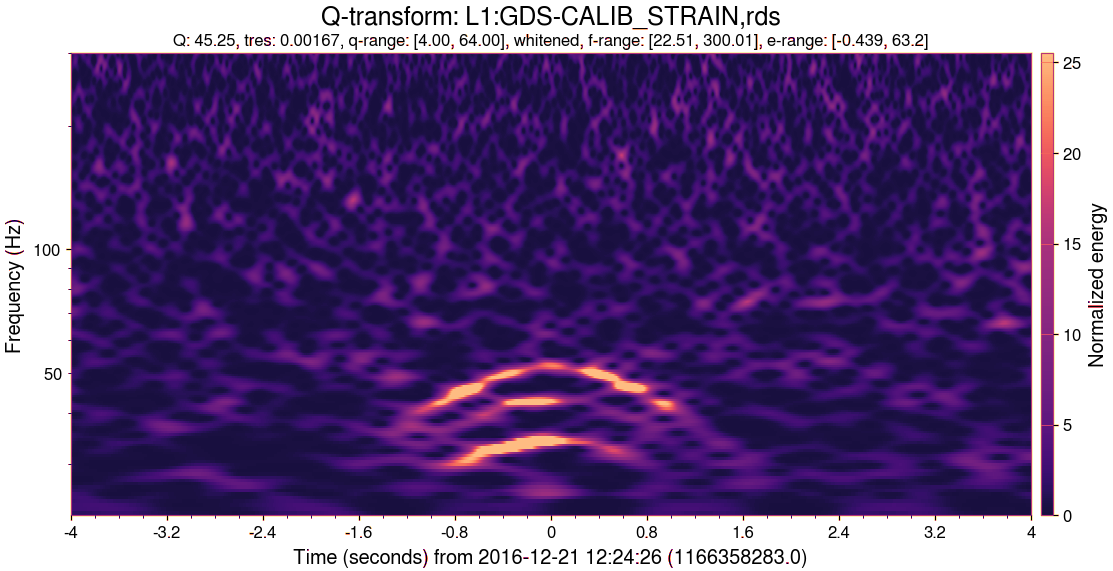 Q-transform: L1:GDS-CALIB_STRAIN,rds
Q: 45.25, tres: 0.00167, q-range: [4.00, 64.00], whitened, f-range: [22.51, 300.01], e-range: [-0.439, 63.2]
Frequency (Hz)
100
50
-4 -3.2 -2.4 -1.6 -0.8 0 0.8 1.6 2.4 3.2 4
Time (seconds) from 2016-12-21 12:24:26 (1166358283.0)
25
20
15
10
5
0
Normalized energy